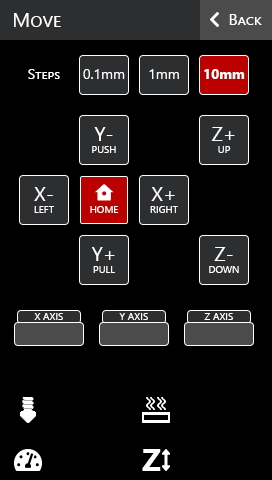 Move
Back
Steps
0.1mm
1mm
10mm
Y-
PUSH
Z+
UP
X-
LEFT
HOME
X+
RIGHT
Y+
PULL
Z-
DOWN
X AXIS
Y AXIS
Z AXIS
Z